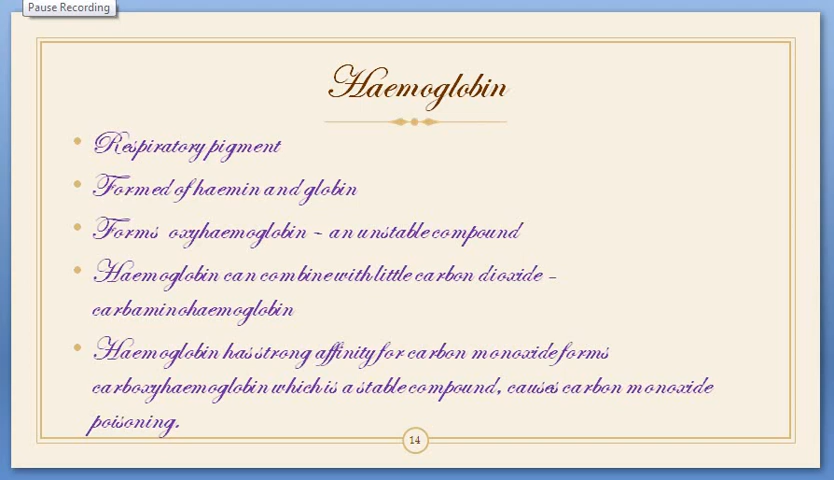 Pause Recording
Haemoglobin
• Respiratory pigment
• Formed of haemin and globin
• Forms oxyhaemoglobin – an unstable compound
• Haemoglobin can combine with little carbon dioxide –
carbaminohaemoglobin
• Haemoglobin has strong affinity for carbon monoxide forms
carboxyhaemoglobin which is a stable compound, causes carbon monoxide
poisoning.
14